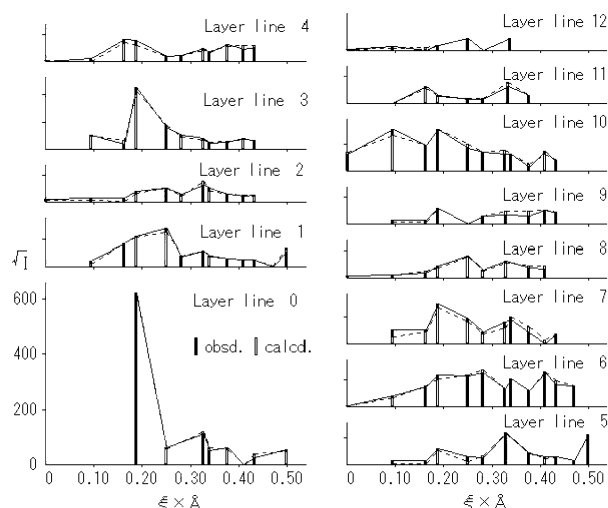 Layer line 4
Layer line 3
Layer line 2
Layer line 1
√I
600
400
200
0
Layer line 0
obsd. calcd.
0 0.10 0.20 0.30 0.40 0.50
ξ × Å
Layer line 12
Layer line 11
Layer line 10
Layer line 9
Layer line 8
Layer line 7
Layer line 6
Layer line 5
0 0.10 0.20 0.30 0.40 0.50
ξ × Å